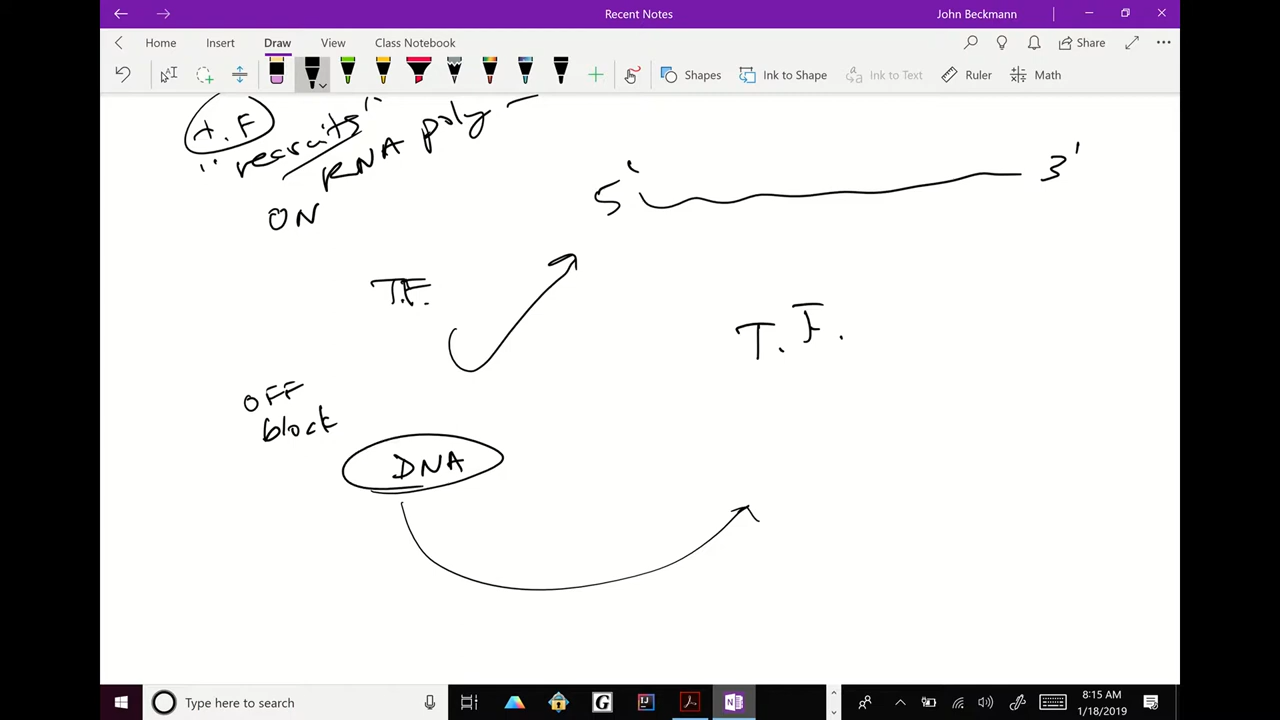 Recent Notes
John Beckmann
Home Insert Draw View Class Notebook
Share
Shapes Ink to Shape Ink to Text Ruler Math
t.F
"recruits"
RNA poly -
ON
5' 3'
T.F.
T.F.
OFF
block
DNA
Type here to search
8:15 AM
1/18/2019